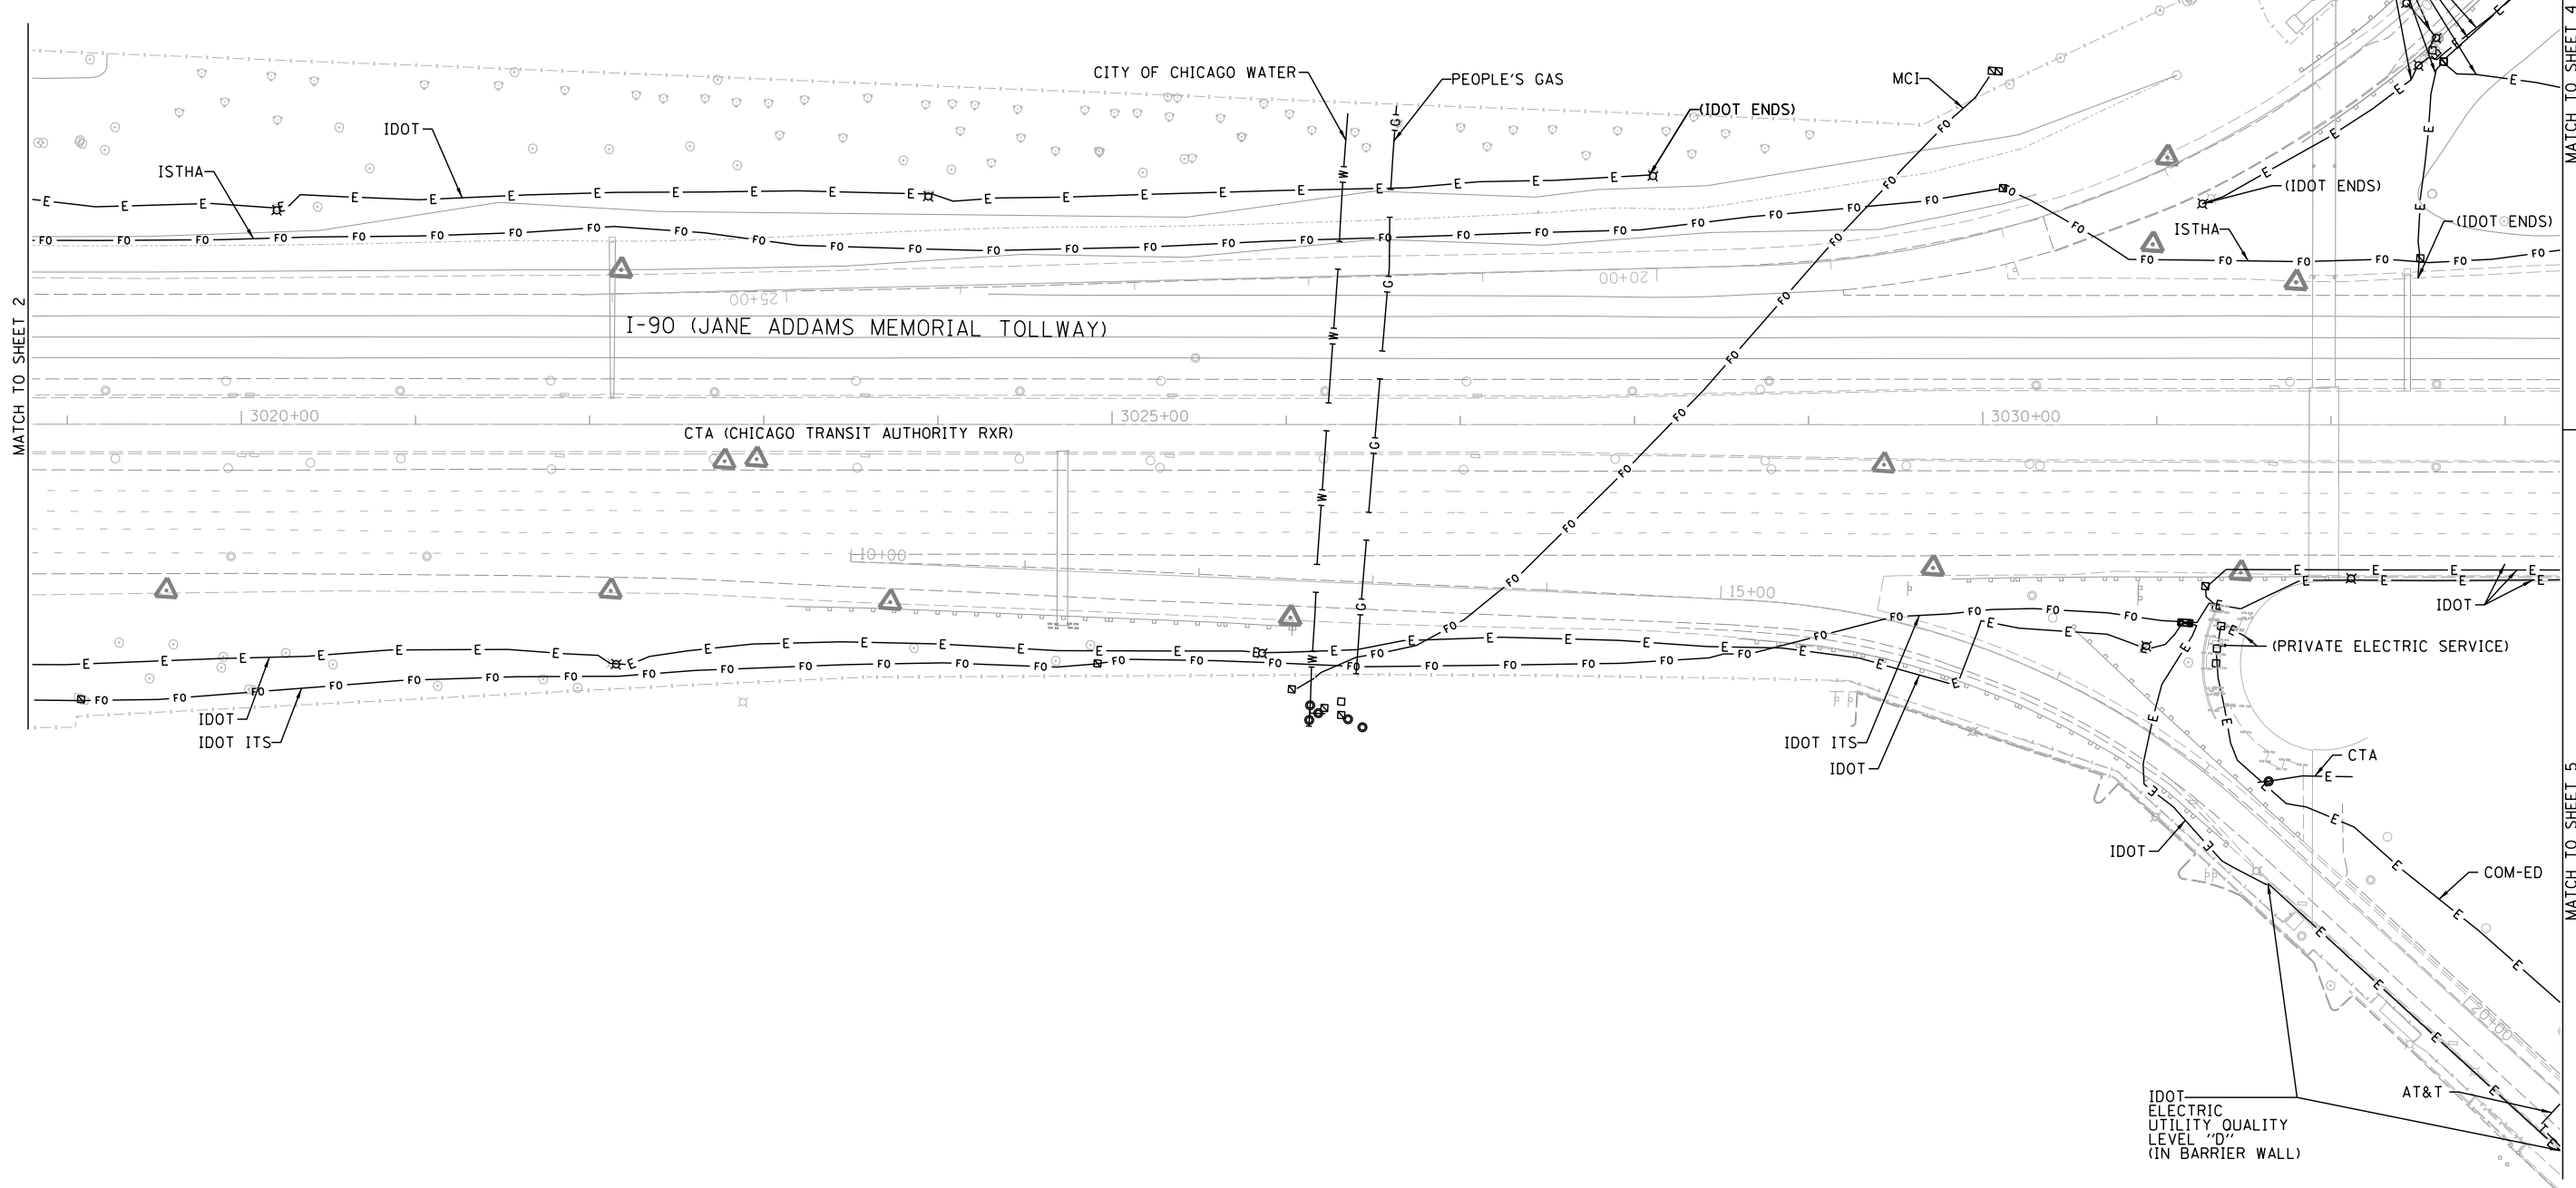 MATCH TO SHEET 4
CITY OF CHICAGO WATER
PEOPLE'S GAS
MCI
(IDOT ENDS)
IDOT
ISTHA
(IDOT ENDS)
(IDOT ENDS)
ISTHA
20+00
25+00
I-90 (JANE ADDAMS MEMORIAL TOLLWAY)
MATCH TO SHEET 2
3020+00
3025+00
3030+00
CTA (CHICAGO TRANSIT AUTHORITY RXR)
10+00
15+00
IDOT
(PRIVATE ELECTRIC SERVICE)
IDOT
IDOT ITS
IDOT ITS
IDOT
CTA
IDOT
COM-ED
MATCH TO SHEET 5
20+00
AT&T
IDOT
ELECTRIC
UTILITY QUALITY
LEVEL "D"
(IN BARRIER WALL)